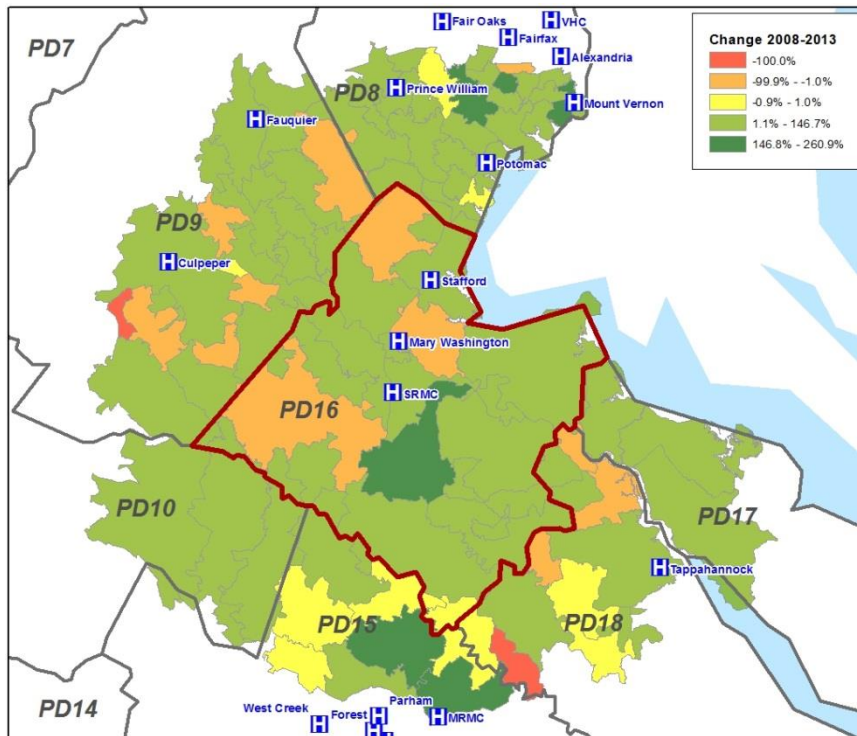 PD7
Fair Oaks
VHC
Fairfax
Alexandria
Change 2008-2013
-100.0%
-99.9% - -1.0%
-0.9% - 1.0%
1.1% - 146.7%
146.8% - 260.9%
PD8
H Prince William
H Mount Vernon
H Fauquier
H Potomac
PD9
H Culpeper
H Stafford
H Mary Washington
H SRMC
PD16
PD10
PD17
H Tappahannock
PD15
PD18
PD14
West Creek
Forest
Parham
H MRMC